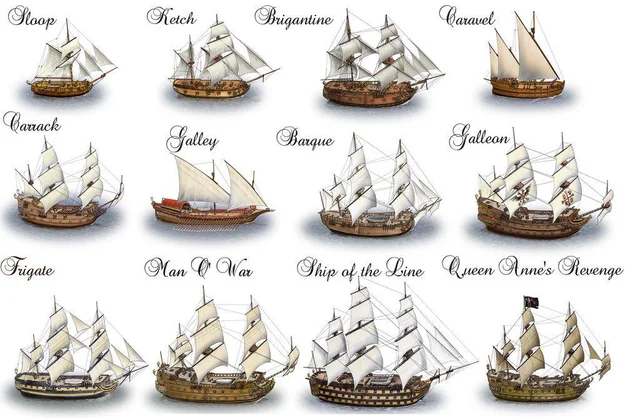 Sloop
Ketch
Brigantine
Caravel
Carrack
Galley
Barque
Galleon
Frigate
Man O' War
Ship of the Line
Queen Anne's Revenge